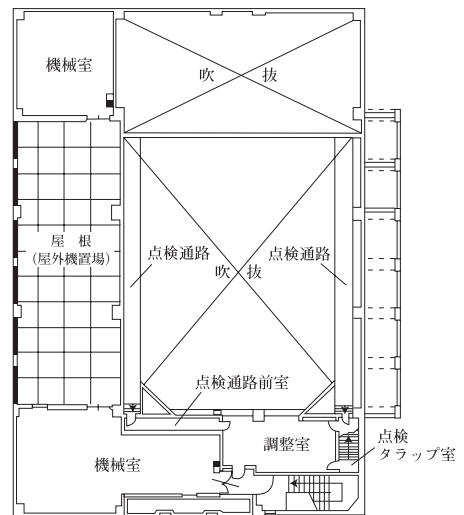 機械室
吹 抜
屋 根
（屋外機置場）
点検通路
点検通路
吹 抜
点検通路前室
調整室
点検
タラップ室
機械室